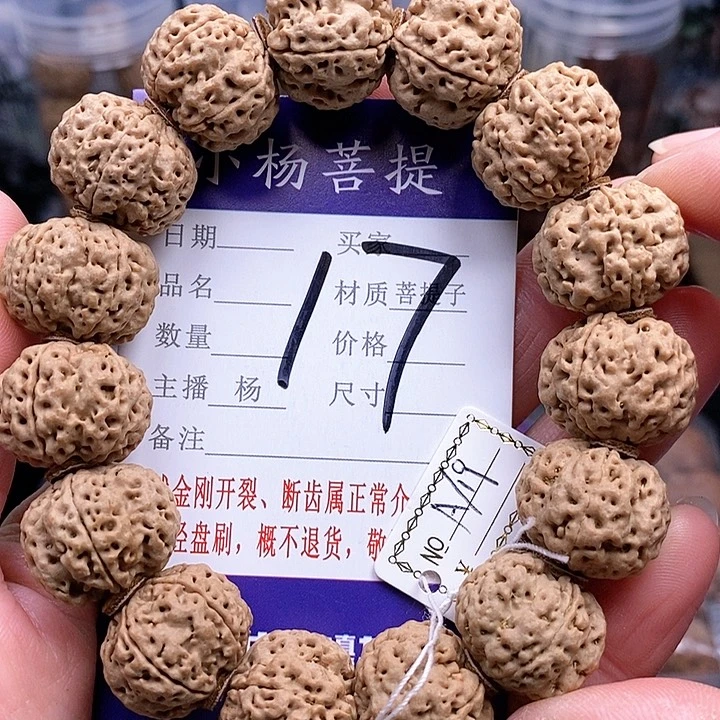 小杨菩提
日期 买家
品名 材质 菩提子
17
数量 价格
主播 杨 尺寸
备注
金刚开裂、断齿属正常介
盘刷，概不退货，敬
NO